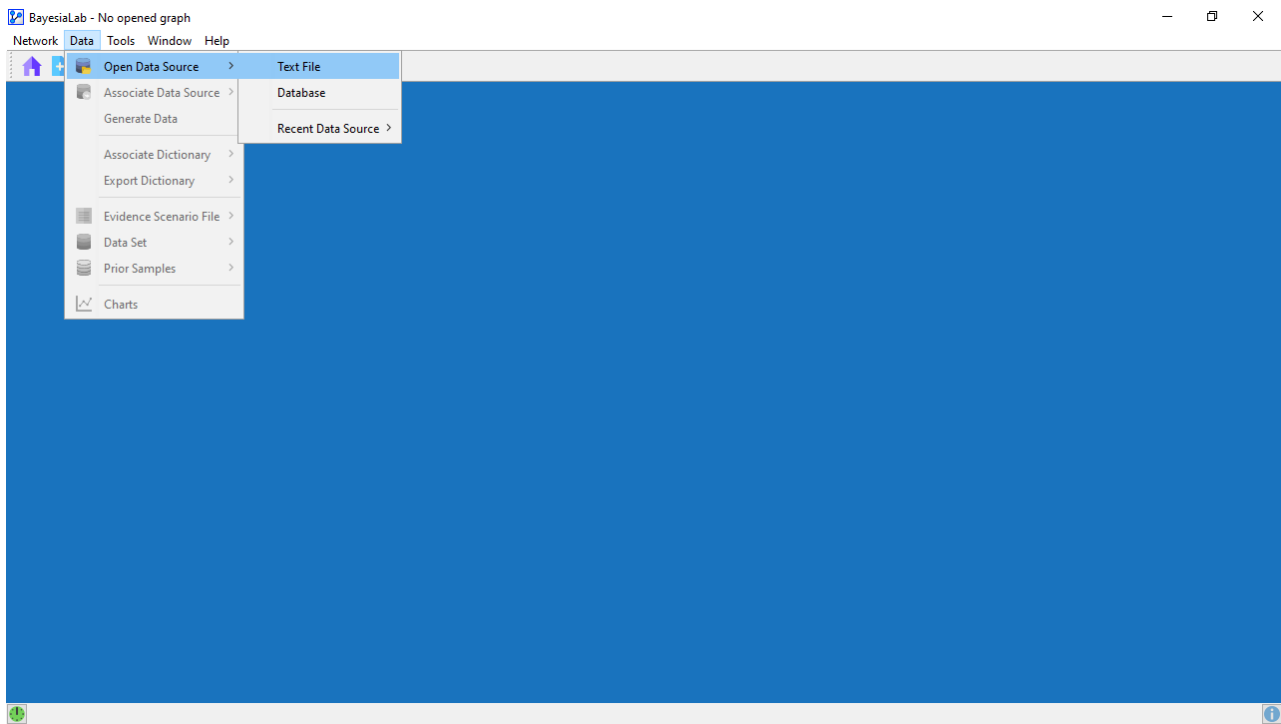 BayesiaLab - No opened graph
Network Data Tools Window Help
Open Data Source
Text File
Associate Data Source
Database
Generate Data
Recent Data Source
Associate Dictionary
Export Dictionary
Evidence Scenario File
Data Set
Prior Samples
Charts